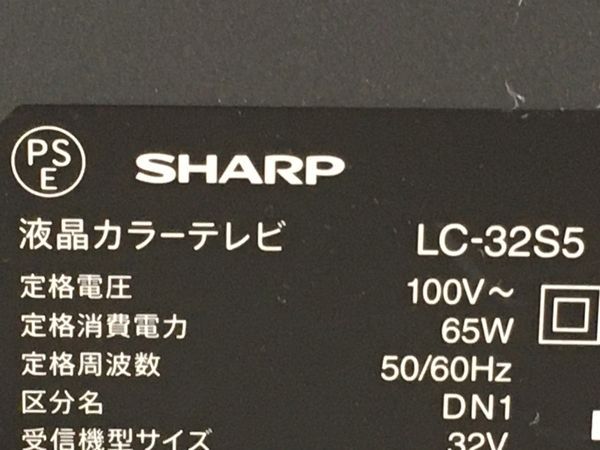 PS
E
SHARP
液晶カラーテレビ LC-32S5
定格電圧 100V～
定格消費電力 65W
定格周波数 50/60Hz
区分名 DN1
受信機型サイズ 32V